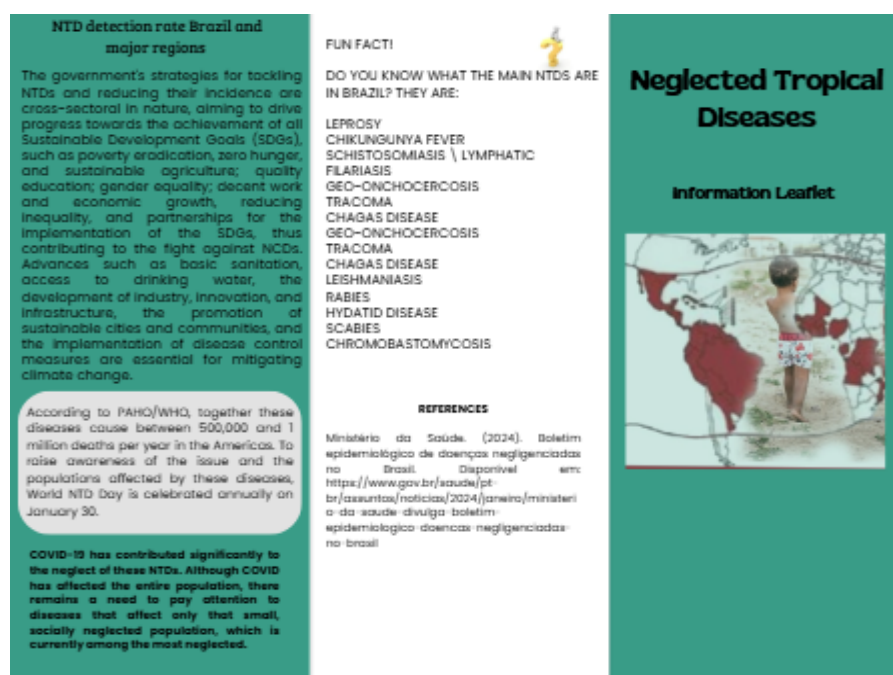 NTD detection rate Brazil and
major regions
The government's strategies for tackling
NTDs and reducing their incidence are
cross-sectoral in nature, aiming to drive
progress towards the achievement of all
Sustainable Development Goals (SDGs),
such as poverty eradication, zero hunger,
and sustainable agriculture; quality
education; gender equality; decent work
and economic growth, reducing
inequality, and partnerships for the
implementation of the SDGs, thus
contributing to the fight against NCDs.
Advances such as basic sanitation,
access to drinking water, the
development of industry, innovation, and
infrastructure, the promotion of
sustainable cities and communities, and
the implementation of disease control
measures are essential for mitigating
climate change.
According to PAHO/WHO, together these
diseases cause between 500,000 and 1
million deaths per year in the Americas. To
raise awareness of the issue and the
populations affected by these diseases,
World NTD Day is celebrated annually on
January 30.
COVID-19 has contributed significantly to
the neglect of these NTDs. Although COVID
has affected the entire population, there
remains a need to pay attention to
diseases that affect only that small,
socially neglected population, which is
currently among the most neglected.
FUN FACT!
DO YOU KNOW WHAT THE MAIN NTDS ARE
IN BRAZIL? THEY ARE:
LEPROSY
CHIKUNGUNYA FEVER
SCHISTOSOMIASIS \ LYMPHATIC
FILARIASIS
GEO-ONCHOCERCOSIS
TRACOMA
CHAGAS DISEASE
GEO-ONCHOCERCOSIS
TRACOMA
CHAGAS DISEASE
LEISHMANIASIS
RABIES
HYDATID DISEASE
SCABIES
CHROMOBASTOMYCOSIS
REFERENCES
Ministério da Saúde. (2024). Boletim
epidemiológico de doenças negligenciadas
no Brasil. Disponível em:
https://www.gov.br/saude/pt-
br/assuntos/noticias/2024/janeiro/ministeri
o-da-saude-divulga-boletim-
epidemiologico-doencas-negligenciadas-
no-brasil
Neglected Tropical
Diseases
Information Leaflet